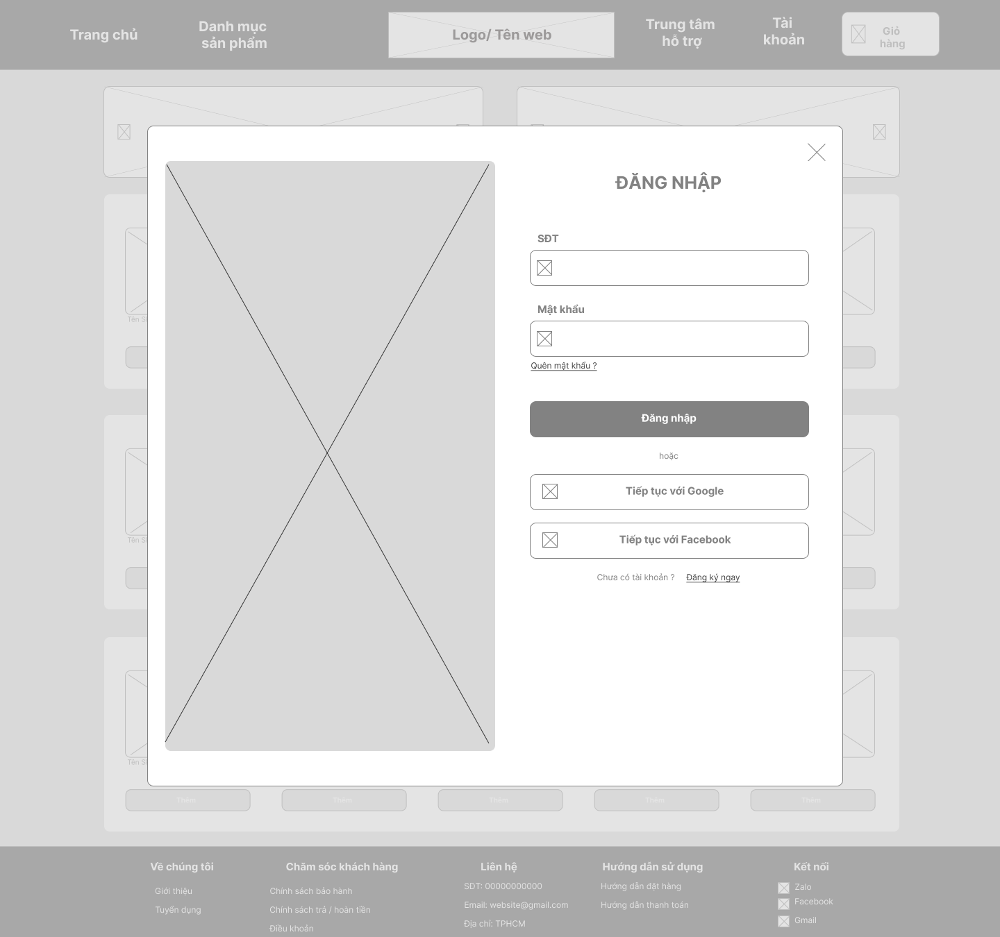 Trang chủ
Danh mục
sản phẩm
Logo/ Tên web
Trung tâm
hỗ trợ
Tài
khoản
Giỏ
hàng
ĐĂNG NHẬP
SĐT
Mật khẩu
Quên mật khẩu ?
Đăng nhập
hoặc
Tiếp tục với Google
Tiếp tục với Facebook
Chưa có tài khoản ? Đăng ký ngay
Tên
Tên
Tên
Thêm Thêm Thêm Thêm Thêm
Về chúng tôi
Giới thiệu
Tuyển dụng
Chăm sóc khách hàng
Chính sách bảo hành
Chính sách trả / hoàn tiền
Điều khoản
Liên hệ
SĐT: 00000000000
Email: website@gmail.com
Địa chỉ: TPHCM
Hướng dẫn sử dụng
Hướng dẫn đặt hàng
Hướng dẫn thanh toán
Kết nối
Zalo
Facebook
Gmail